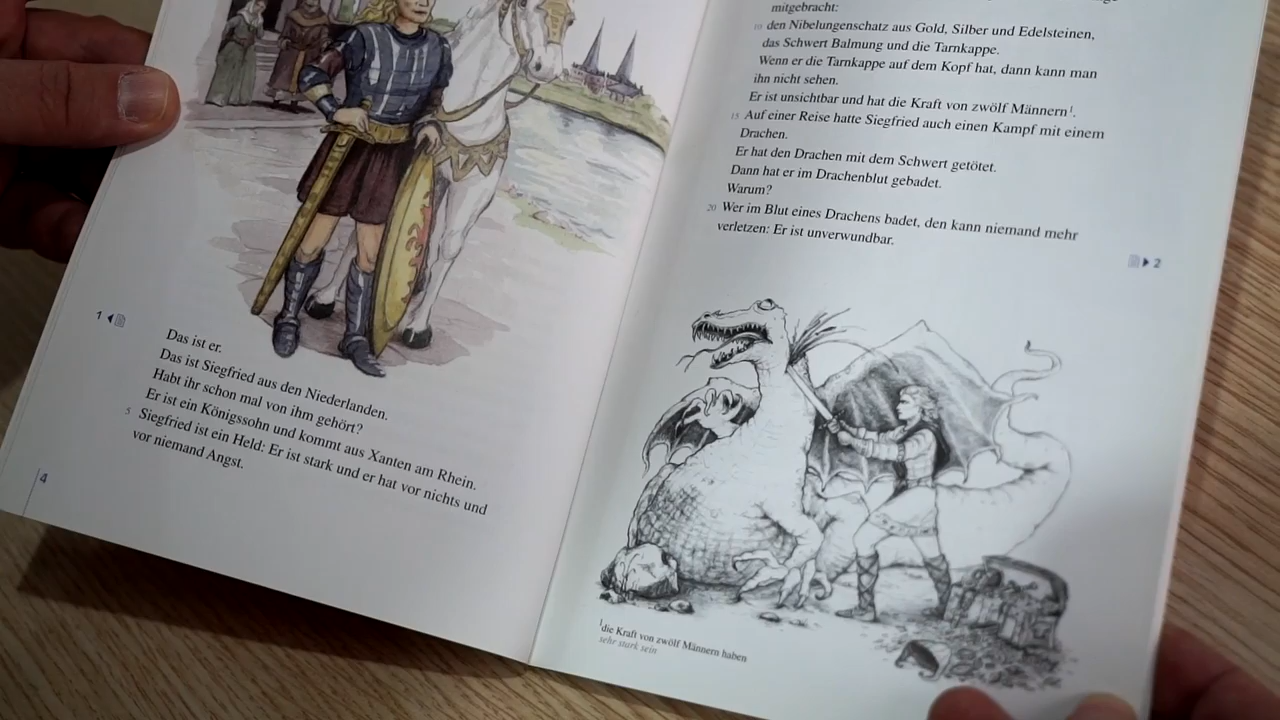 1
Das ist er.
Das ist Siegfried aus den Niederlanden.
Habt ihr schon mal von ihm gehört?
Er ist ein Königssohn und kommt aus Xanten am Rhein.
5 Siegfried ist ein Held: Er ist stark und er hat vor nichts und
vor niemand Angst.
4
mitgebracht:
10 den Nibelungenschatz aus Gold, Silber und Edelsteinen,
das Schwert Balmung und die Tarnkappe.
Wenn er die Tarnkappe auf dem Kopf hat, dann kann man
ihn nicht sehen.
Er ist unsichtbar und hat die Kraft von zwölf Männern¹.
15 Auf einer Reise hatte Siegfried auch einen Kampf mit einem
Drachen.
Er hat den Drachen mit dem Schwert getötet.
Dann hat er im Drachenblut gebadet.
Warum?
20 Wer im Blut eines Drachens badet, den kann niemand mehr
verletzen: Er ist unverwundbar.
2
¹die Kraft von zwölf Männern haben
sehr stark sein